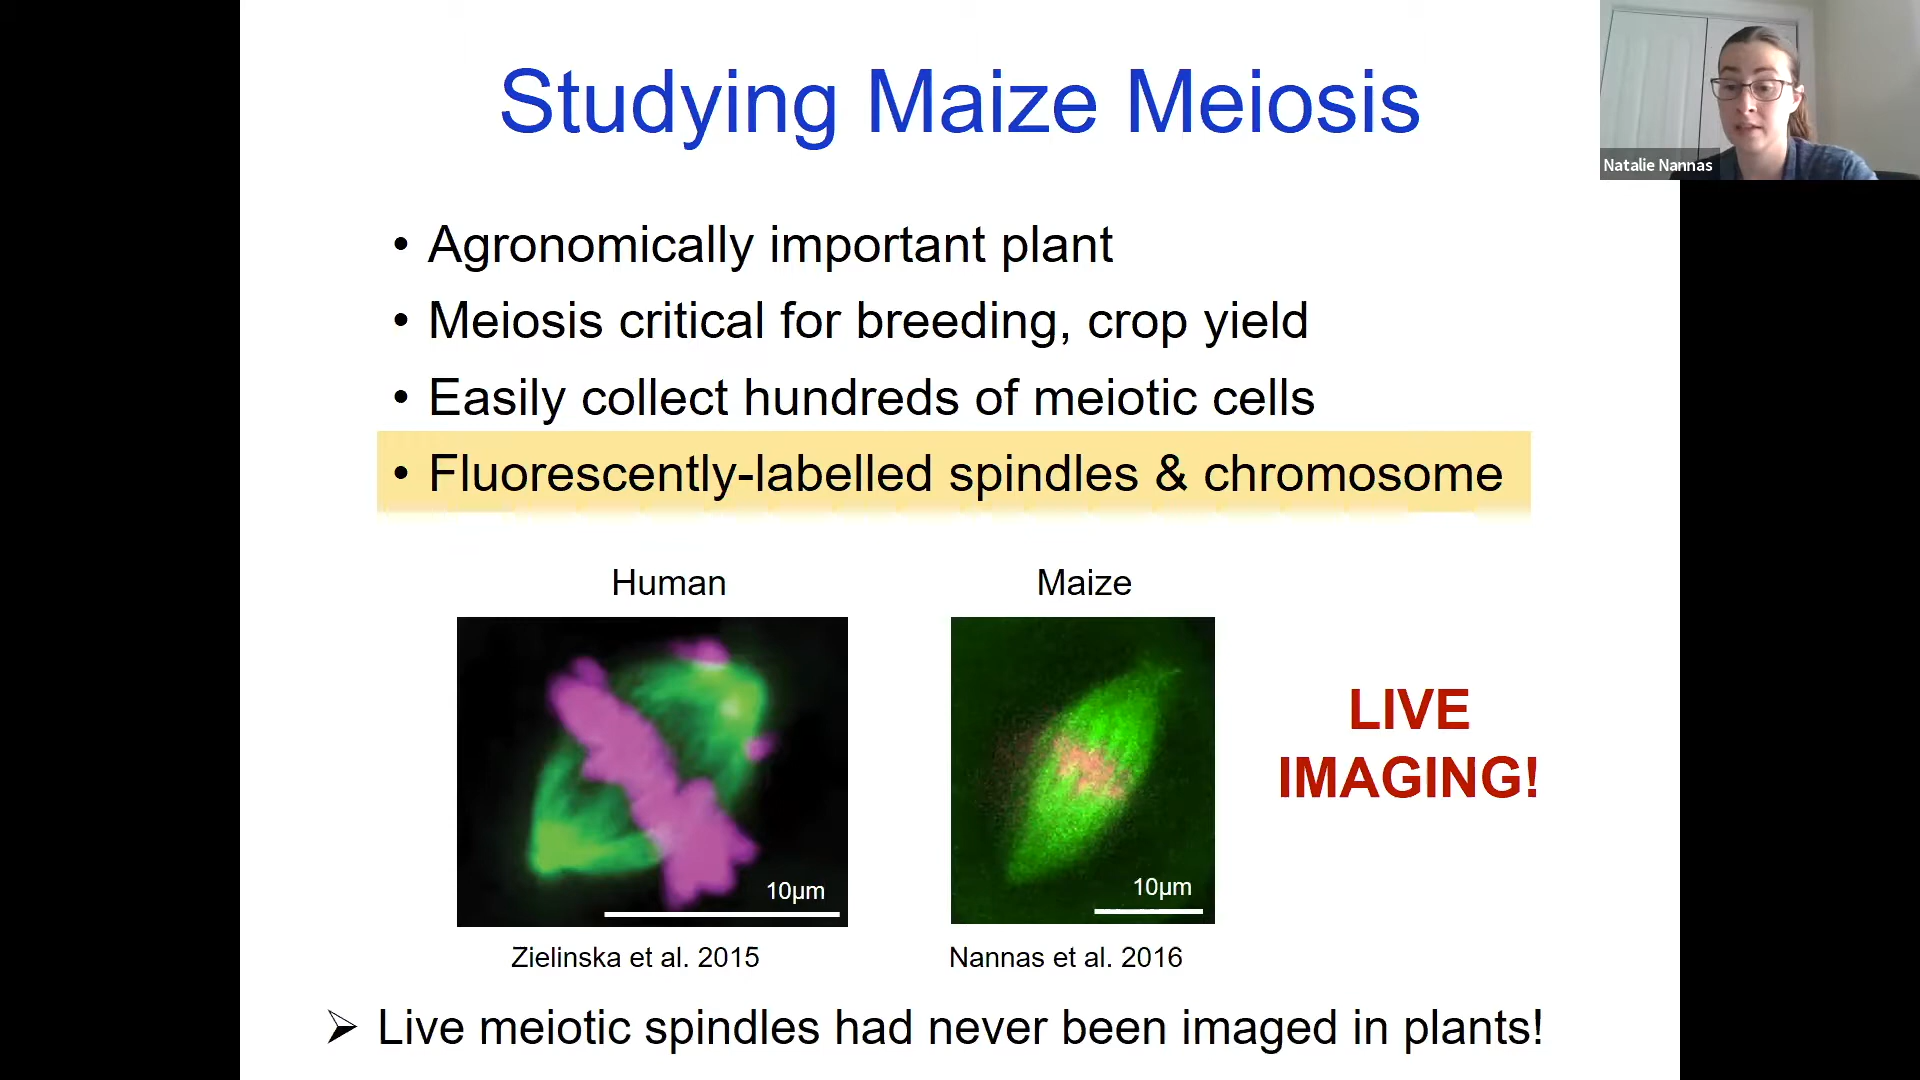 Studying Maize Meiosis
Natalie Nannas
• Agronomically important plant
• Meiosis critical for breeding, crop yield
• Easily collect hundreds of meiotic cells
• Fluorescently-labelled spindles & chromosome
Human
Maize
LIVE
IMAGING!
10µm
10µm
Zielinska et al. 2015
Nannas et al. 2016
➢ Live meiotic spindles had never been imaged in plants!